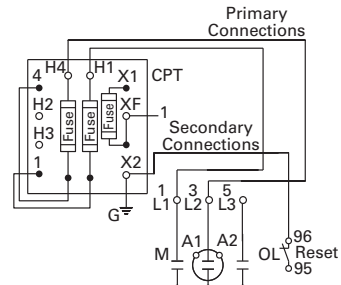 Primary
Connections
H4 H1
4 X1 CPT
H2 XF
Fuse Fuse Fuse 1
H3 Secondary
Connections
1 X2
G
1 3 5
L1 L2 L3
M A1 A2 OL 96
Reset
95